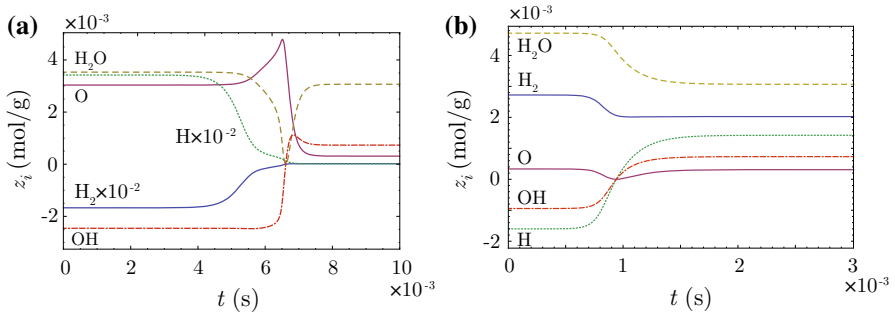 (a)
×10⁻³
4
2
0
-2
zᵢ (mol/g)
H₂O
O
H×10⁻²
H₂×10⁻²
OH
0
2
4
6
8
10
×10⁻³
t (s)
(b)
×10⁻³
4
2
0
-2
zᵢ (mol/g)
H₂O
H₂
O
OH
H
0
1
2
3
×10⁻³
t (s)